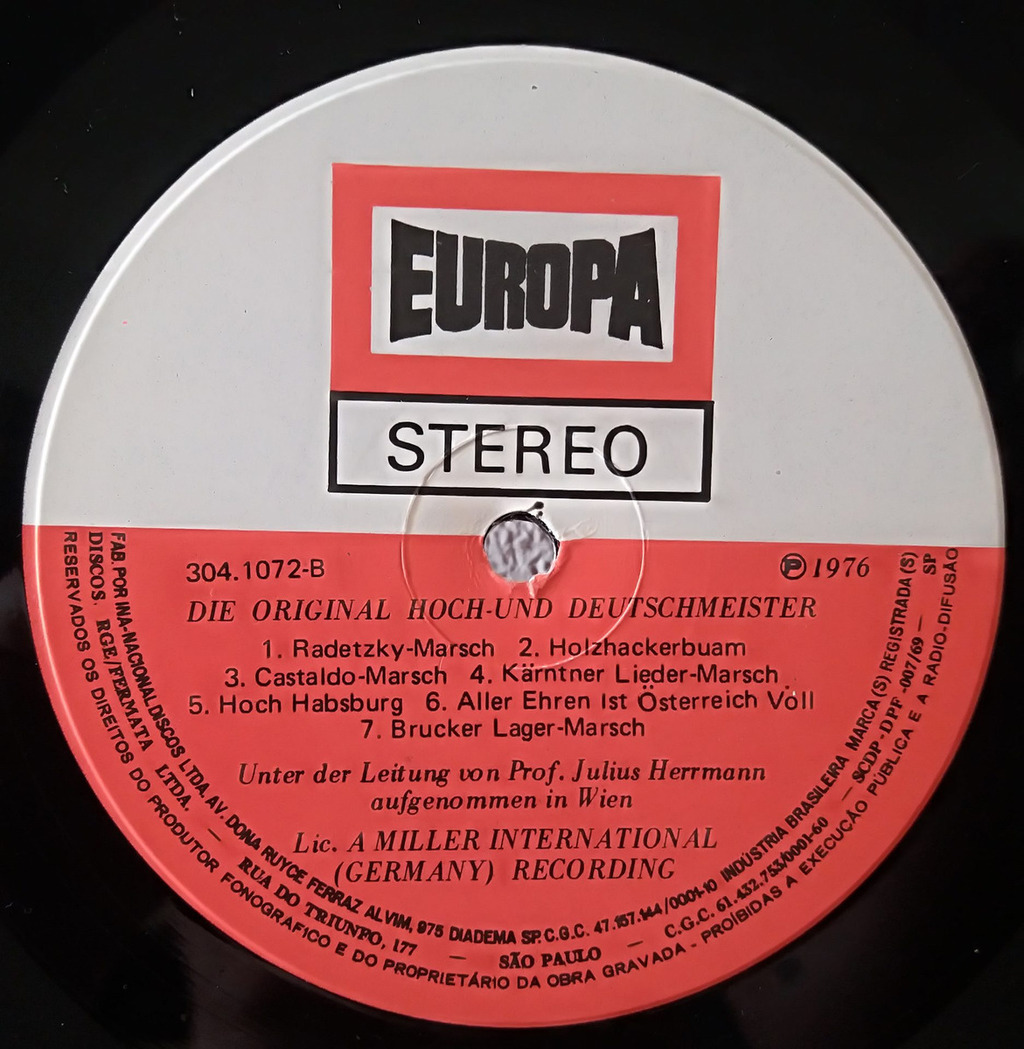 EUROPA
STEREO
304.1072-B
Ⓟ 1976
DIE ORIGINAL HOCH-UND DEUTSCHMEISTER
1. Radetzky-Marsch 2. Holzhackerbuam
3. Castaldo-Marsch 4. Kärntner Lieder-Marsch
5. Hoch Habsburg 6. Aller Ehren Ist Österreich Voll
7. Brucker Lager-Marsch
Unter der Leitung von Prof. Julius Herrmann
aufgenommen in Wien
Lic. A MILLER INTERNATIONAL
(GERMANY) RECORDING
FAB. POR INA-NACIONAL DISCOS LTDA. AV. DONA RUYCE FERRAZ ALVIM, 975 DIADEMA SP. C.G.C. 47.157.144/0001-10 INDÚSTRIA BRASILEIRA MARCA(S) REGISTRADA(S)
DISCOS. RGE/FERMATA LTDA. — RUA DO TRIUNFO, 177 — SÃO PAULO — C.G.C. 61.432.753/0001-60 — SCDP-DPF-007/69 — SP
RESERVADOS OS DIREITOS DO PRODUTOR FONOGRAFICO E DO PROPRIETÁRIO DA OBRA GRAVADA - PROÍBIDAS A EXECUÇÃO PÚBLICA E A RADIO-DIFUSÃO